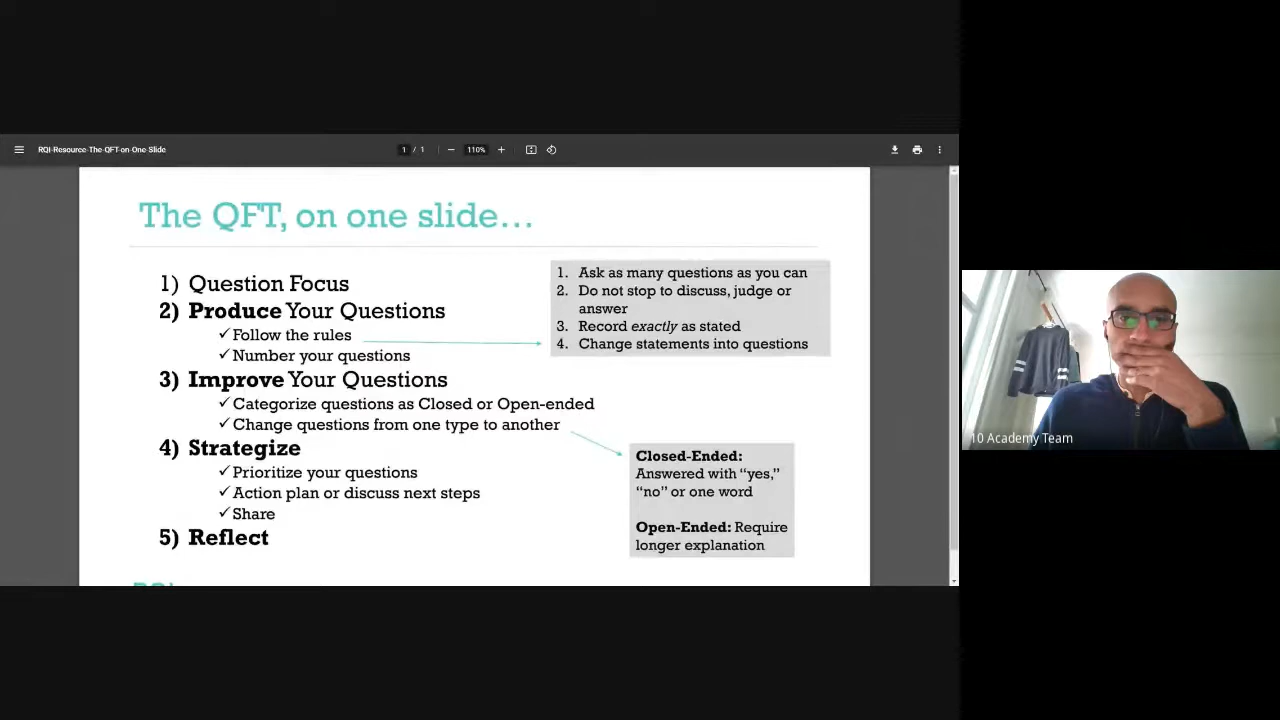 RQI-Resource-The-QFT-on-One-Slide
1 / 1
110%
The QFT, on one slide...
1) Question Focus
2) Produce Your Questions
✓Follow the rules
✓Number your questions
1. Ask as many questions as you can
2. Do not stop to discuss, judge or
answer
3. Record exactly as stated
4. Change statements into questions
3) Improve Your Questions
✓Categorize questions as Closed or Open-ended
✓Change questions from one type to another
4) Strategize
✓Prioritize your questions
✓Action plan or discuss next steps
✓Share
5) Reflect
Closed-Ended:
Answered with “yes,”
“no” or one word
Open-Ended: Require
longer explanation
10 Academy Team